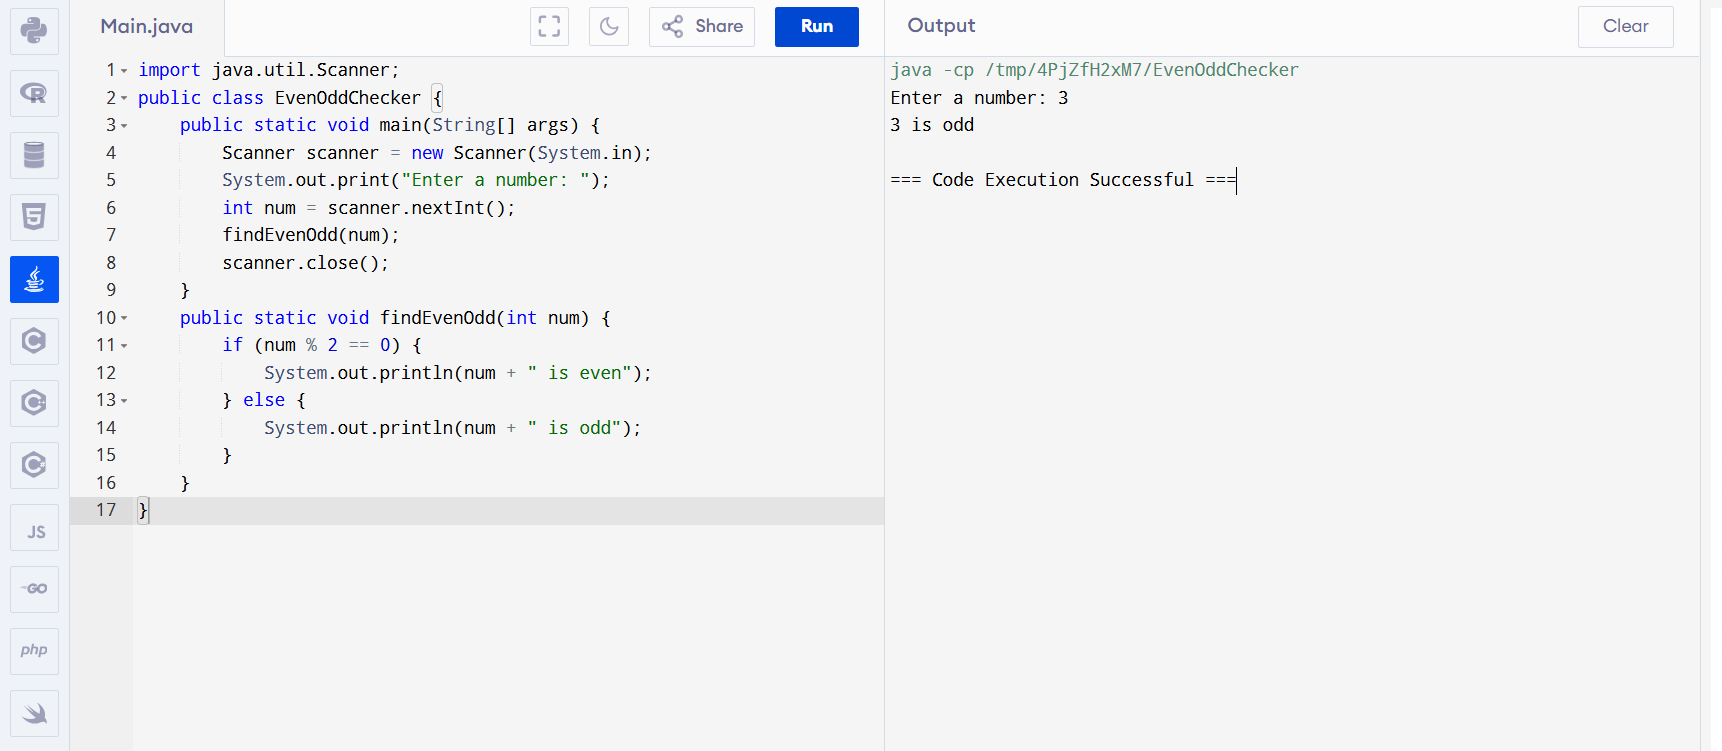 Main.java
Share
Run
Output
Clear
1 import java.util.Scanner;
2 public class EvenOddChecker {
3     public static void main(String[] args) {
4         Scanner scanner = new Scanner(System.in);
5         System.out.print("Enter a number: ");
6         int num = scanner.nextInt();
7         findEvenOdd(num);
8         scanner.close();
9     }
10     public static void findEvenOdd(int num) {
11         if (num % 2 == 0) {
12             System.out.println(num + " is even");
13         } else {
14             System.out.println(num + " is odd");
15         }
16     }
17 }
java -cp /tmp/4PjZfH2xM7/EvenOddChecker
Enter a number: 3
3 is odd
=== Code Execution Successful ===
R
5
C
C+
C#
JS
GO
php